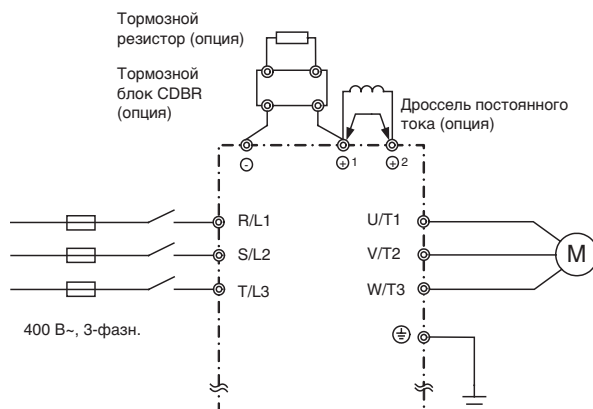 Тормозной
резистор (опция)
Тормозной
блок CDBR
(опция)
Дроссель постоянного
тока (опция)
-
+ 1
+ 2
R/L1
U/T1
S/L2
V/T2
M
T/L3
W/T3
400 В~, 3-фазн.